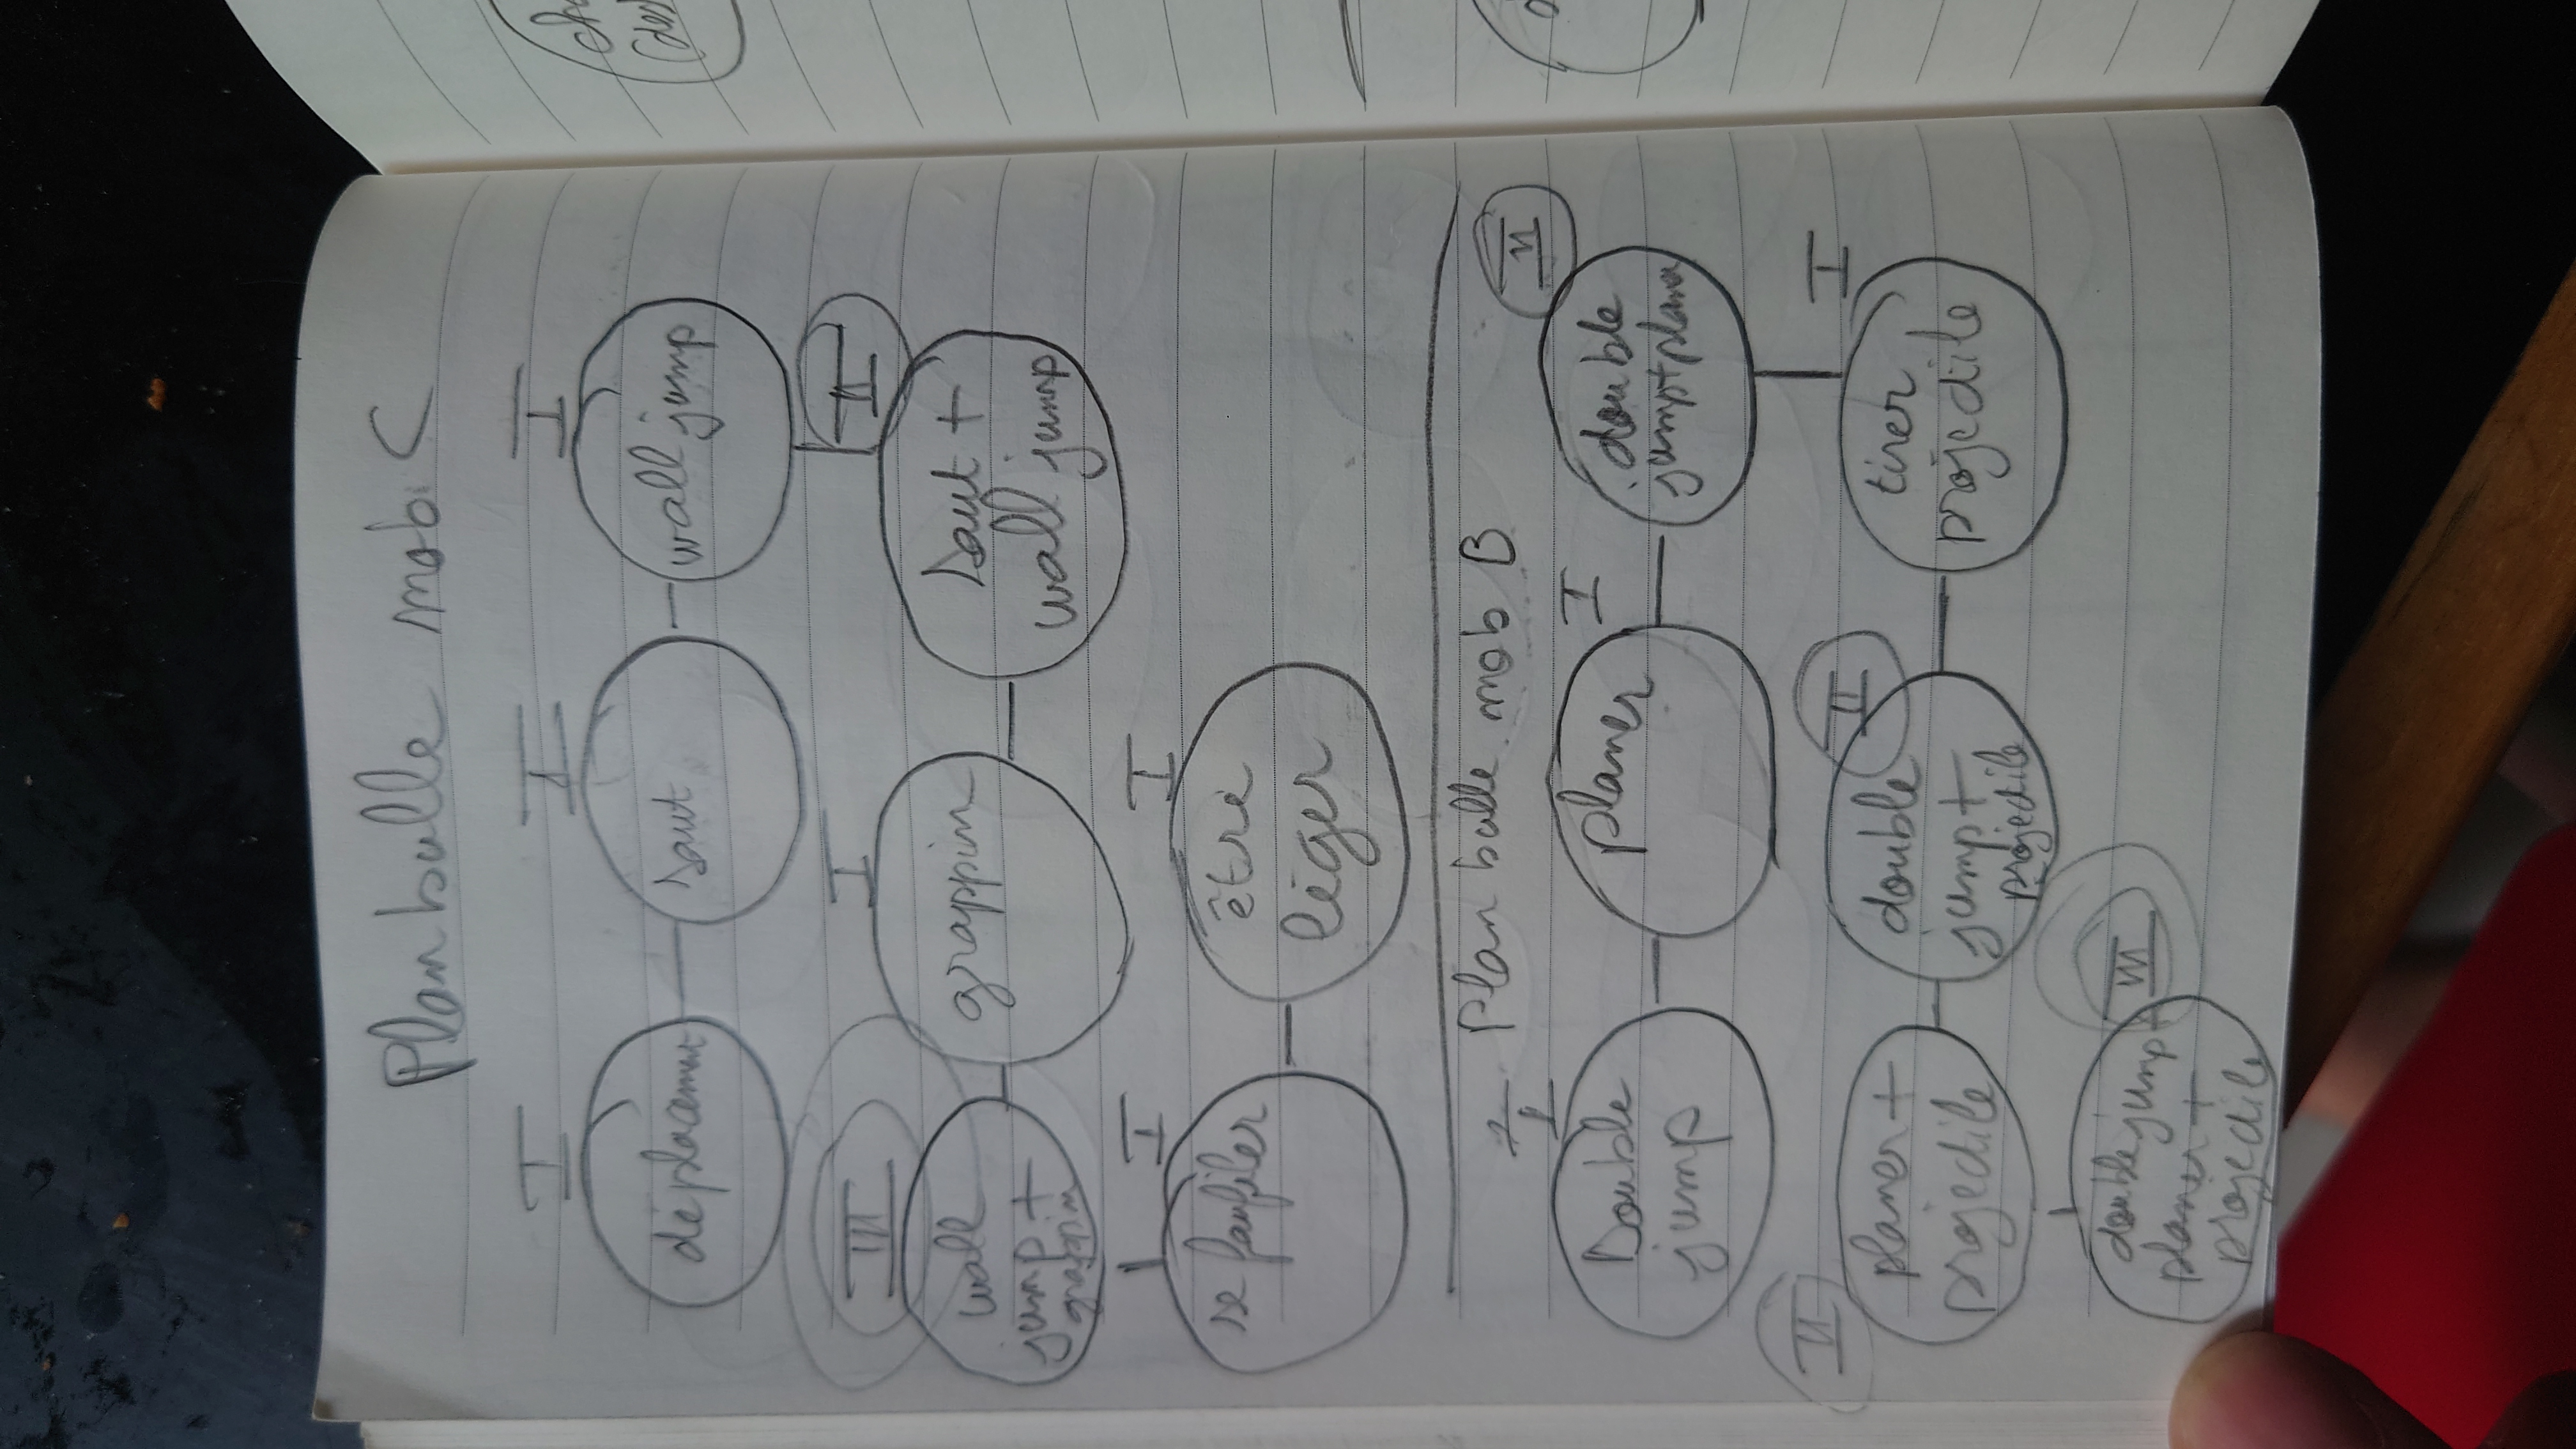 Plan bulle mob C
I I I
déplacement saut wall jump
III I II
wall
jump +
grappin
grappin
saut +
wall jump
I I
se faufiler
être
léger
Plan bulle mob B
I I II
Double
jump
planer
double
jump+planer
II II I
planer +
projectile
double
jump+
projectile
tirer
projectile
III
double jump+
planer +
projectile